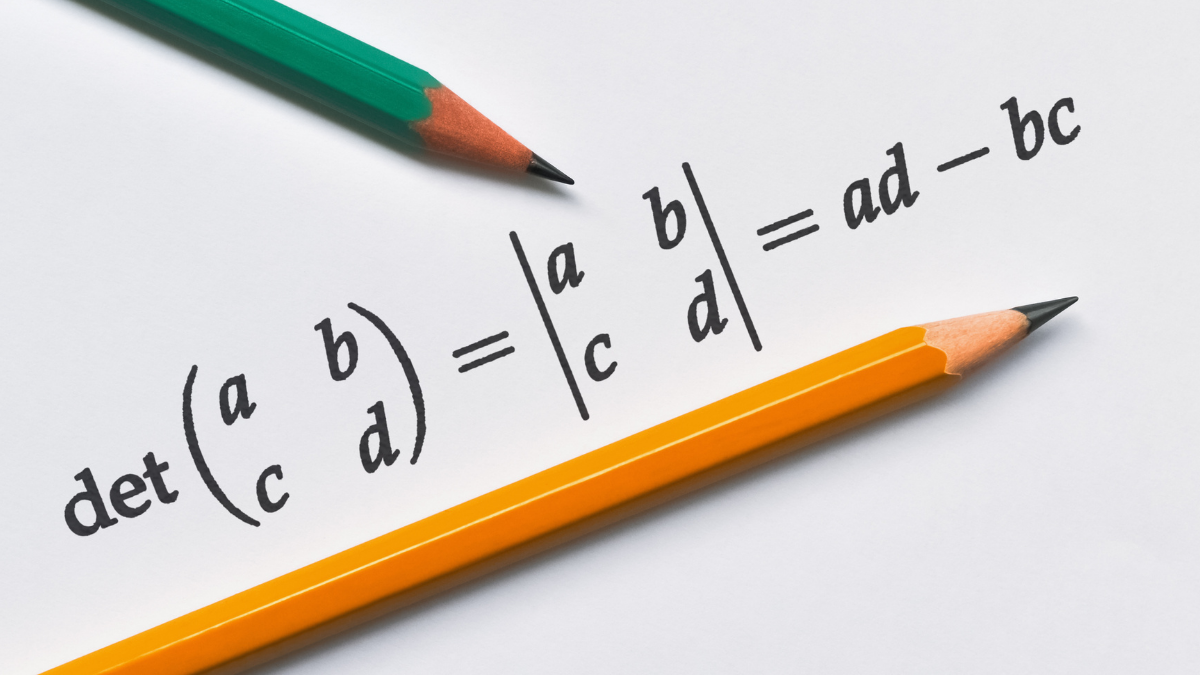 det(a b
c d) = |a b
c d| = ad − bc